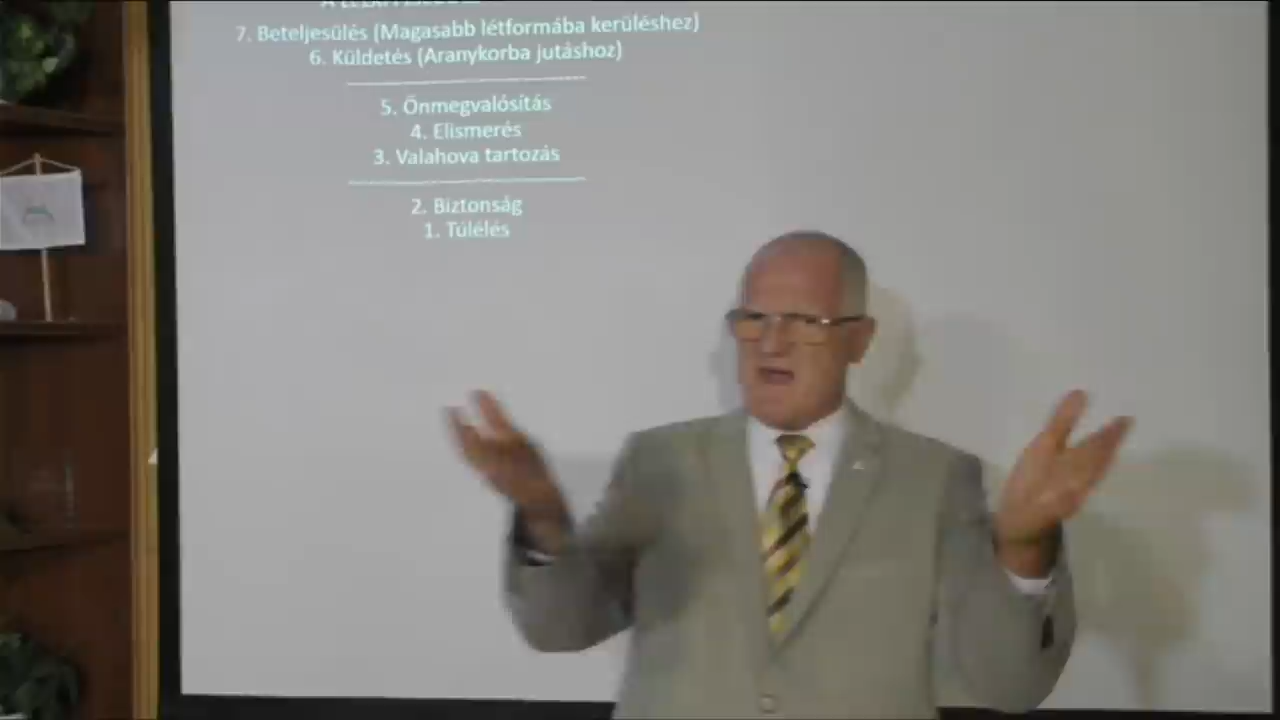 7. Beteljesülés (Magasabb létformába kerüléshez)
6. Küldetés (Aranykorba jutáshoz)
5. Önmegvalósítás
4. Elismerés
3. Valahova tartozás
2. Biztonság
1. Túlélés